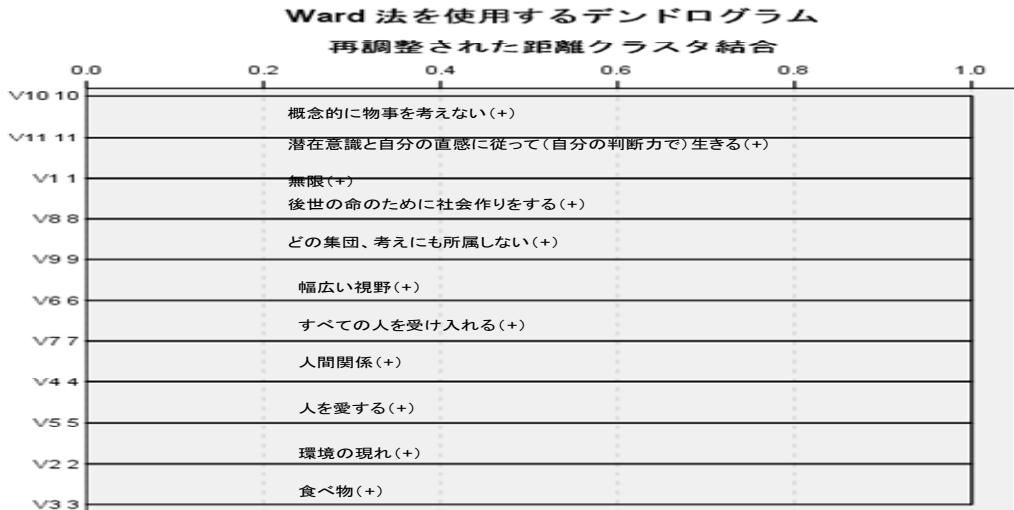 Ward 法を使用するデンドログラム
再調整された距離クラスタ結合
0.0 0.2 0.4 0.6 0.8 1.0
V10 10
概念的に物事を考えない(+)
V11 11
潜在意識と自分の直感に従って(自分の判断力で)生きる(+)
V1 1
無限(+)
後世の命のために社会作りをする(+)
V8 8
どの集団、考えにも所属しない(+)
V9 9
幅広い視野(+)
V6 6
すべての人を受け入れる(+)
V7 7
人間関係(+)
V4 4
人を愛する(+)
V5 5
環境の現れ(+)
V2 2
食べ物(+)
V3 3